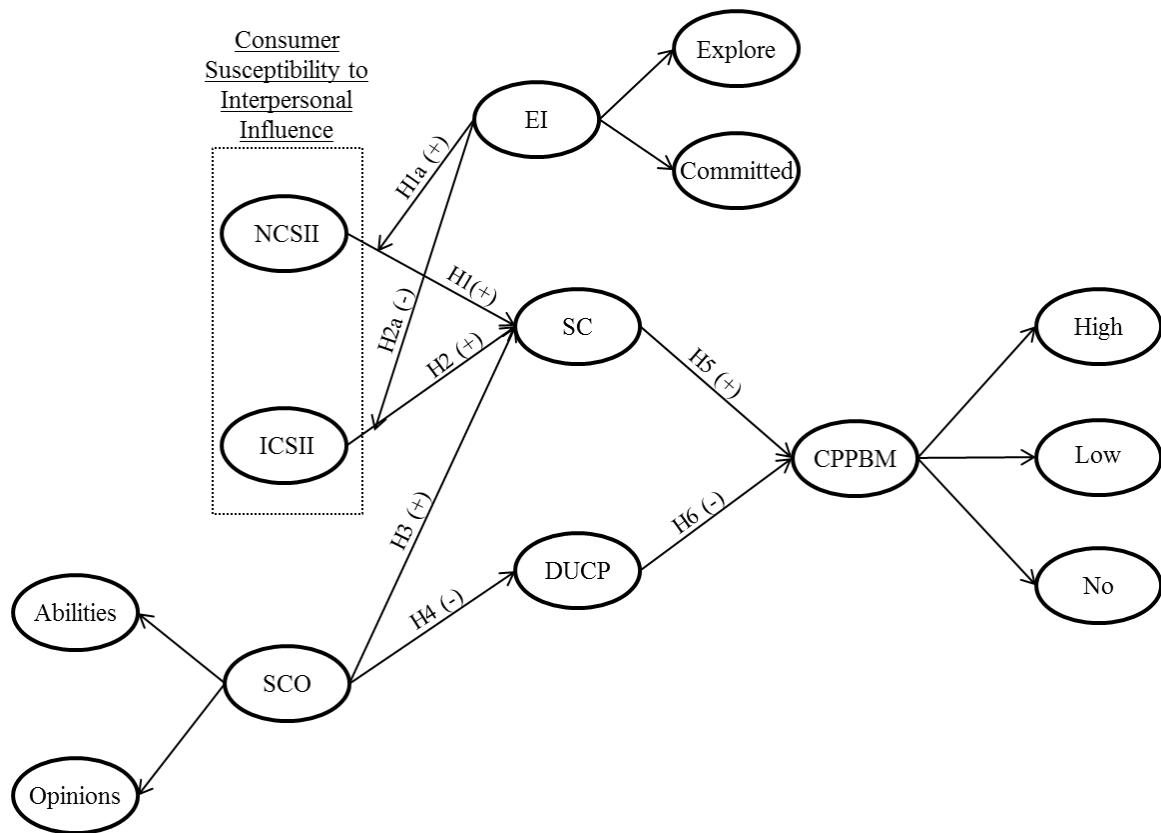 Consumer
Susceptibility to
Interpersonal
Influence
Explore
EI
Committed
H1a (+)
NCSII
H1(+)
H2a (-)
SC
High
H2 (+)
H5 (+)
ICSII
CPPBM
Low
H3 (+)
H6 (-)
DUCP
No
H4 (-)
Abilities
SCO
Opinions